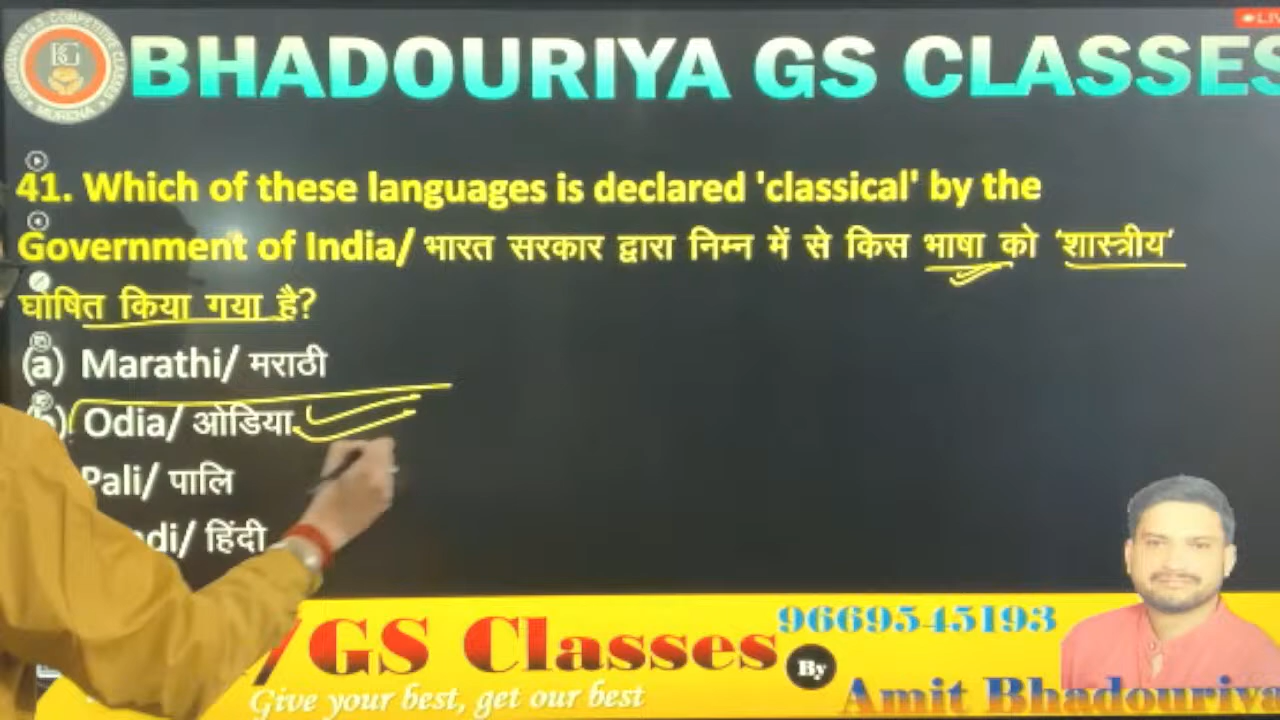 BHADOURIYA GS CLASSES
41. Which of these languages is declared 'classical' by the
Government of India/ भारत सरकार द्वारा निम्न में से किस भाषा को 'शास्त्रीय'
घोषित किया गया है?
(a) Marathi/ मराठी
Odia/ ओडिया
Pali/ पालि
हिंदी
/GS Classes
Give your best, get our best
9669545193
By
Amit Bhadouriya